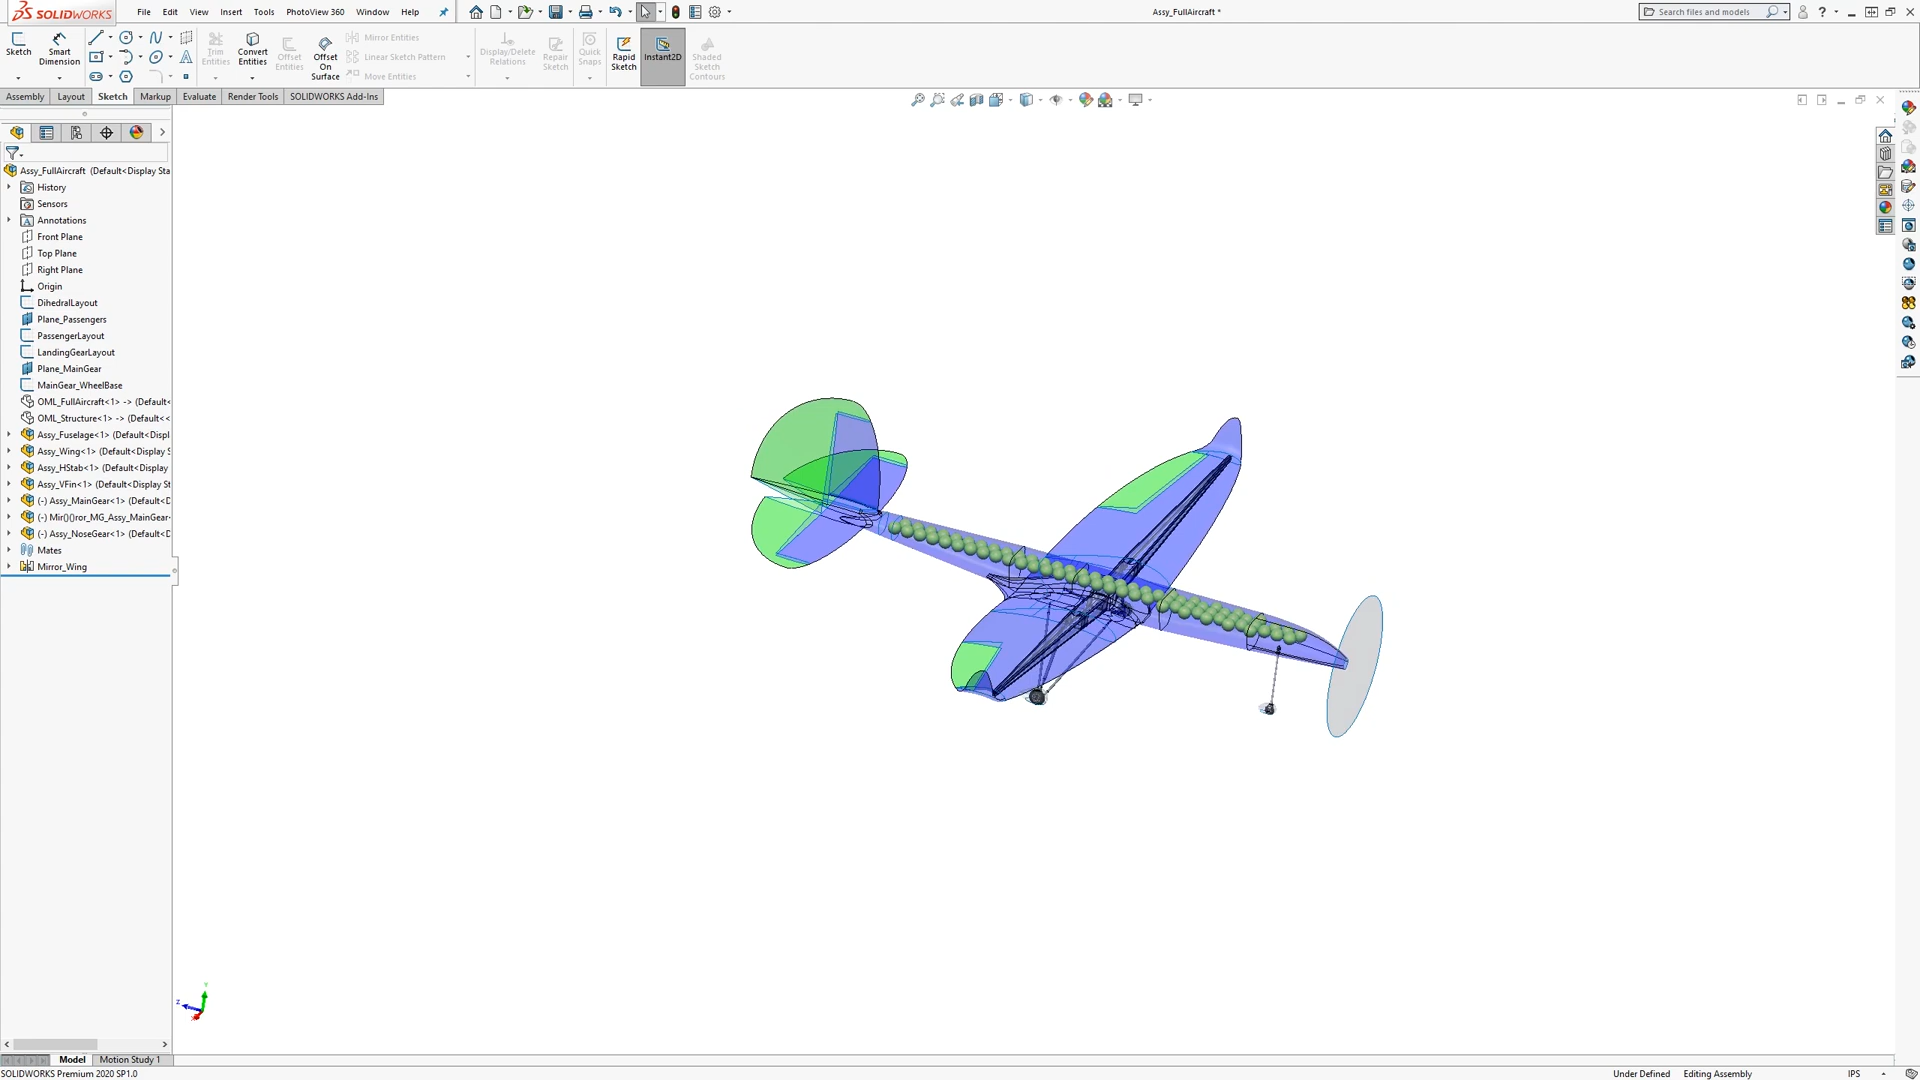 SOLIDWORKS File Edit View Insert Tools PhotoView 360 Window Help Assy_FullAircraft * Search files and models ?
Sketch Smart Dimension Trim Entities Convert Entities Offset Entities Offset On Surface Mirror Entities Linear Sketch Pattern Move Entities Display/Delete Relations Repair Sketch Quick Snaps Rapid Sketch Instant2D Shaded Sketch Contours
Assembly Layout Sketch Markup Evaluate Render Tools SOLIDWORKS Add-Ins
Assy_FullAircraft (Default<Display Sta
History
Sensors
Annotations
Front Plane
Top Plane
Right Plane
Origin
DihedralLayout
Plane_Passengers
PassengerLayout
LandingGearLayout
Plane_MainGear
MainGear_WheelBase
OML_FullAircraft<1> -> (Default<
OML_Structure<1> -> (Default<<
Assy_Fuselage<1> (Default<Displ
Assy_Wing<1> (Default<Display S
Assy_HStab<1> (Default<Display
Assy_VFin<1> (Default<Display St
(-) Assy_MainGear<1> (Default<D
(-) Mir()()ror_MG_Assy_MainGear
(-) Assy_NoseGear<1> (Default<D
Mates
Mirror_Wing
Y
Z
Model Motion Study 1
SOLIDWORKS Premium 2020 SP1.0 Under Defined Editing Assembly IPS